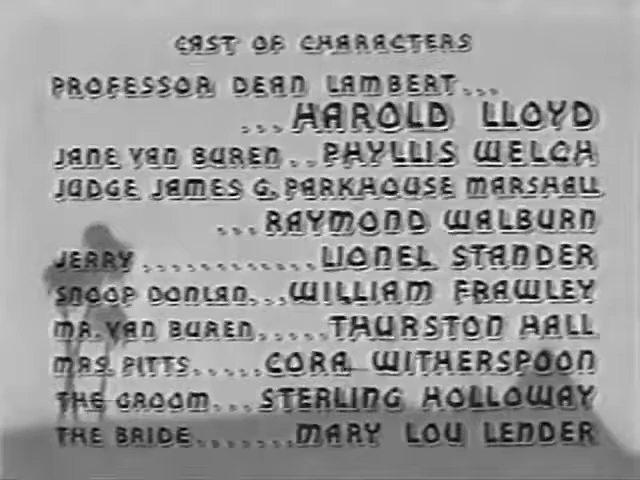 CAST OF CHARACTERS
PROFESSOR DEAN LAMBERT...
...HAROLD LLOYD
JANE VAN BUREN..PHYLLIS WELCH
JUDGE JAMES G. PARKHOUSE MARSHALL
...RAYMOND WALBURN
JERRY............LIONEL STANDER
SNOOP DONLAN...WILLIAM FRAWLEY
MR. VAN BUREN.....THURSTON HALL
MRS. PITTS.....CORA WITHERSPOON
THE GROOM...STERLING HOLLOWAY
THE BRIDE.......MARY LOU LENDER